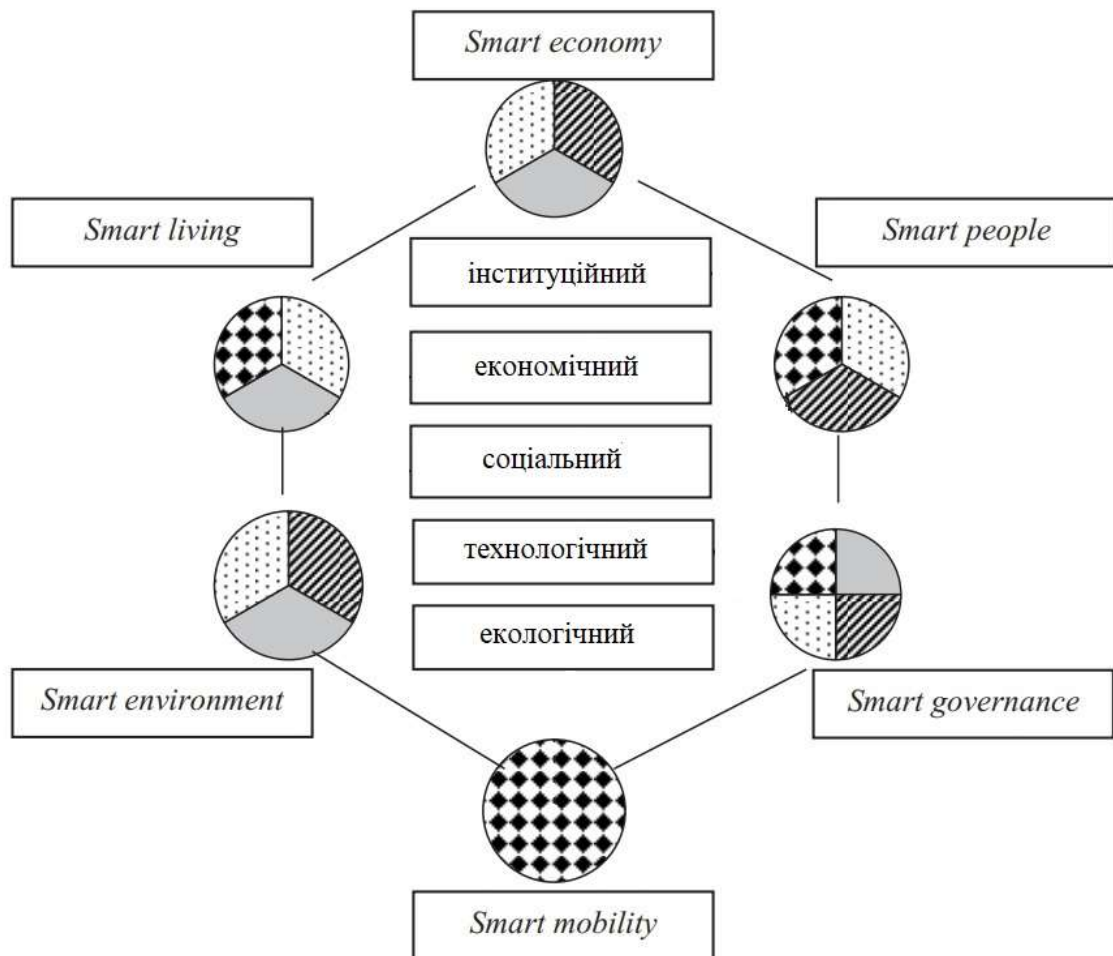 Smart economy
Smart living
Smart people
інституційний
економічний
соціальний
технологічний
екологічний
Smart environment
Smart governance
Smart mobility